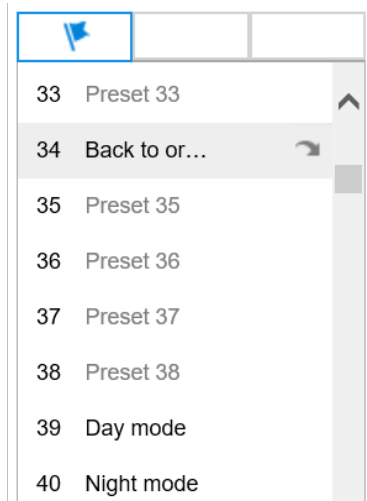 33 Preset 33
34 Back to or...
35 Preset 35
36 Preset 36
37 Preset 37
38 Preset 38
39 Day mode
40 Night mode